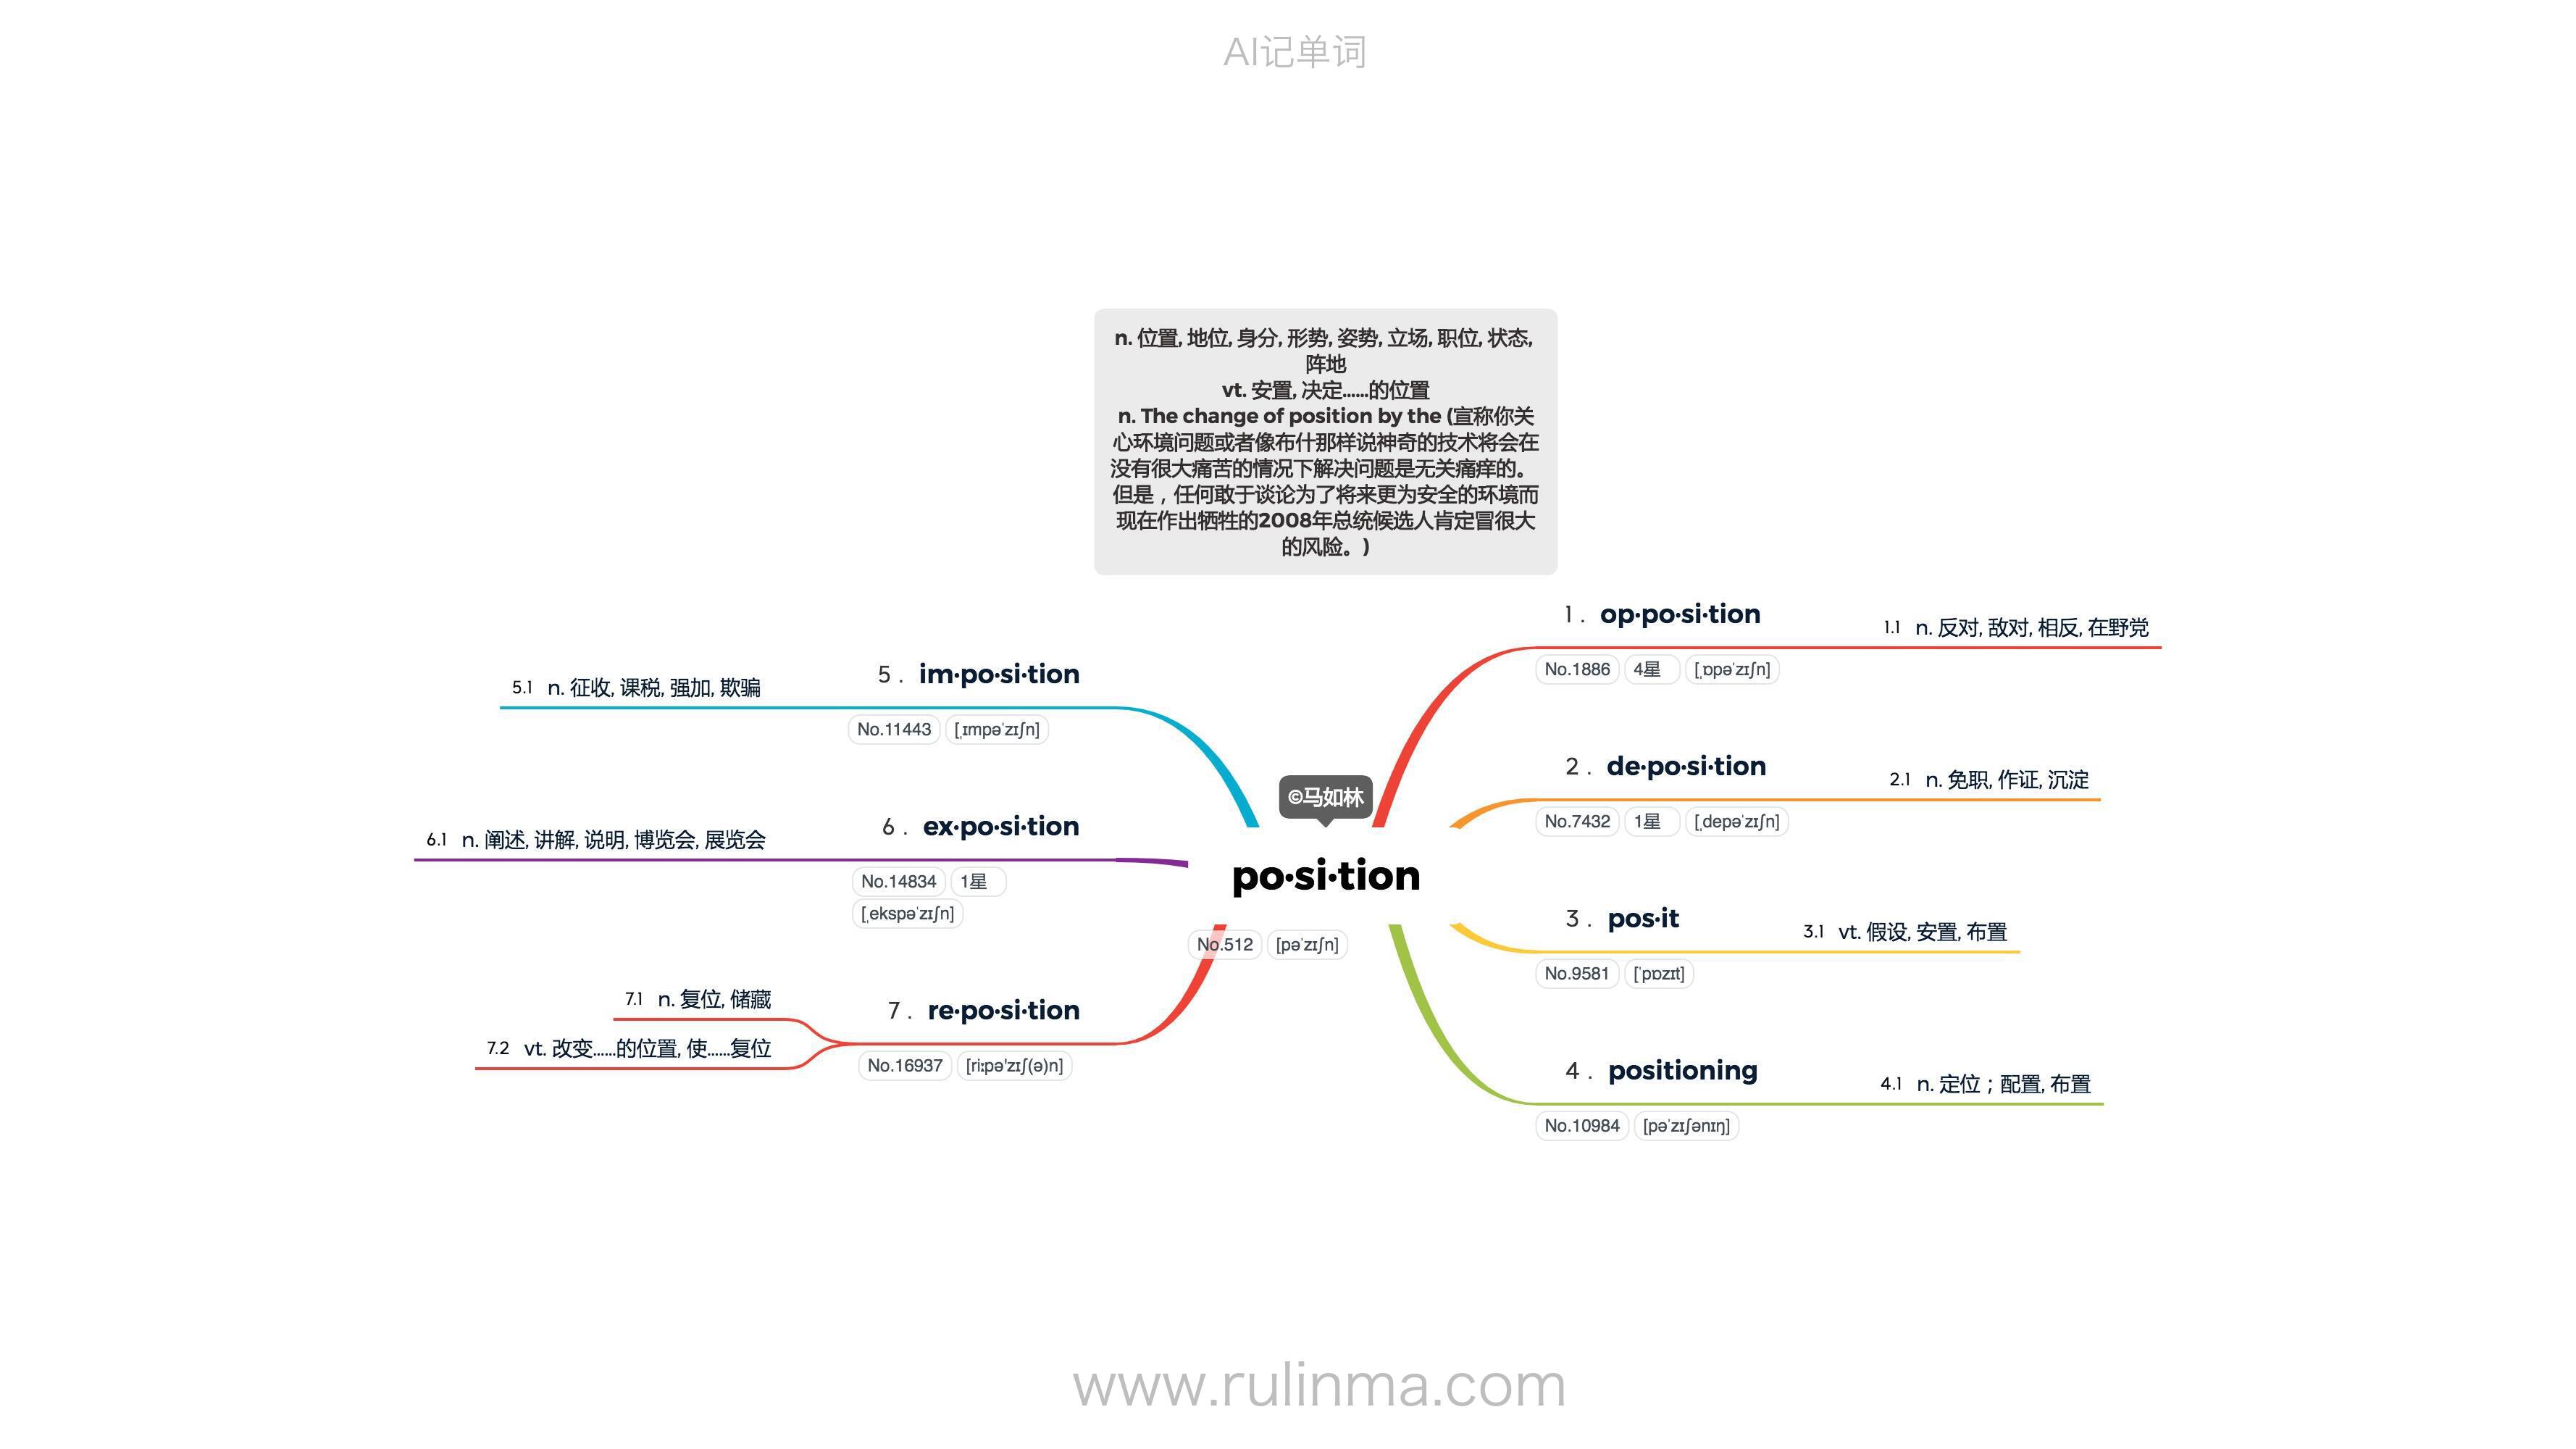 AI记单词
n. 位置, 地位, 身分, 形势, 姿势, 立场, 职位, 状态,
阵地
vt. 安置, 决定……的位置
n. The change of position by the (宣称你关
心环境问题或者像布什那样说神奇的技术将会在
没有很大痛苦的情况下解决问题是无关痛痒的。
但是，任何敢于谈论为了将来更为安全的环境而
现在作出牺牲的2008年总统候选人肯定冒很大
的风险。)
©马如林
po·si·tion
No.512 [pəˈzɪʃn]
1 . op·po·si·tion
No.1886 4星 [ˌɒpəˈzɪʃn]
1.1 n. 反对, 敌对, 相反, 在野党
2 . de·po·si·tion
No.7432 1星 [ˌdepəˈzɪʃn]
2.1 n. 免职, 作证, 沉淀
3 . pos·it
No.9581 [ˈpɒzɪt]
3.1 vt. 假设, 安置, 布置
4 . positioning
No.10984 [pəˈzɪʃənɪŋ]
4.1 n. 定位；配置, 布置
5 . im·po·si·tion
No.11443 [ˌɪmpəˈzɪʃn]
5.1 n. 征收, 课税, 强加, 欺骗
6 . ex·po·si·tion
No.14834 1星
[ˌekspəˈzɪʃn]
6.1 n. 阐述, 讲解, 说明, 博览会, 展览会
7 . re·po·si·tion
No.16937 [ri:pə'zɪʃ(ə)n]
7.1 n. 复位, 储藏
7.2 vt. 改变……的位置, 使……复位
www.rulinma.com